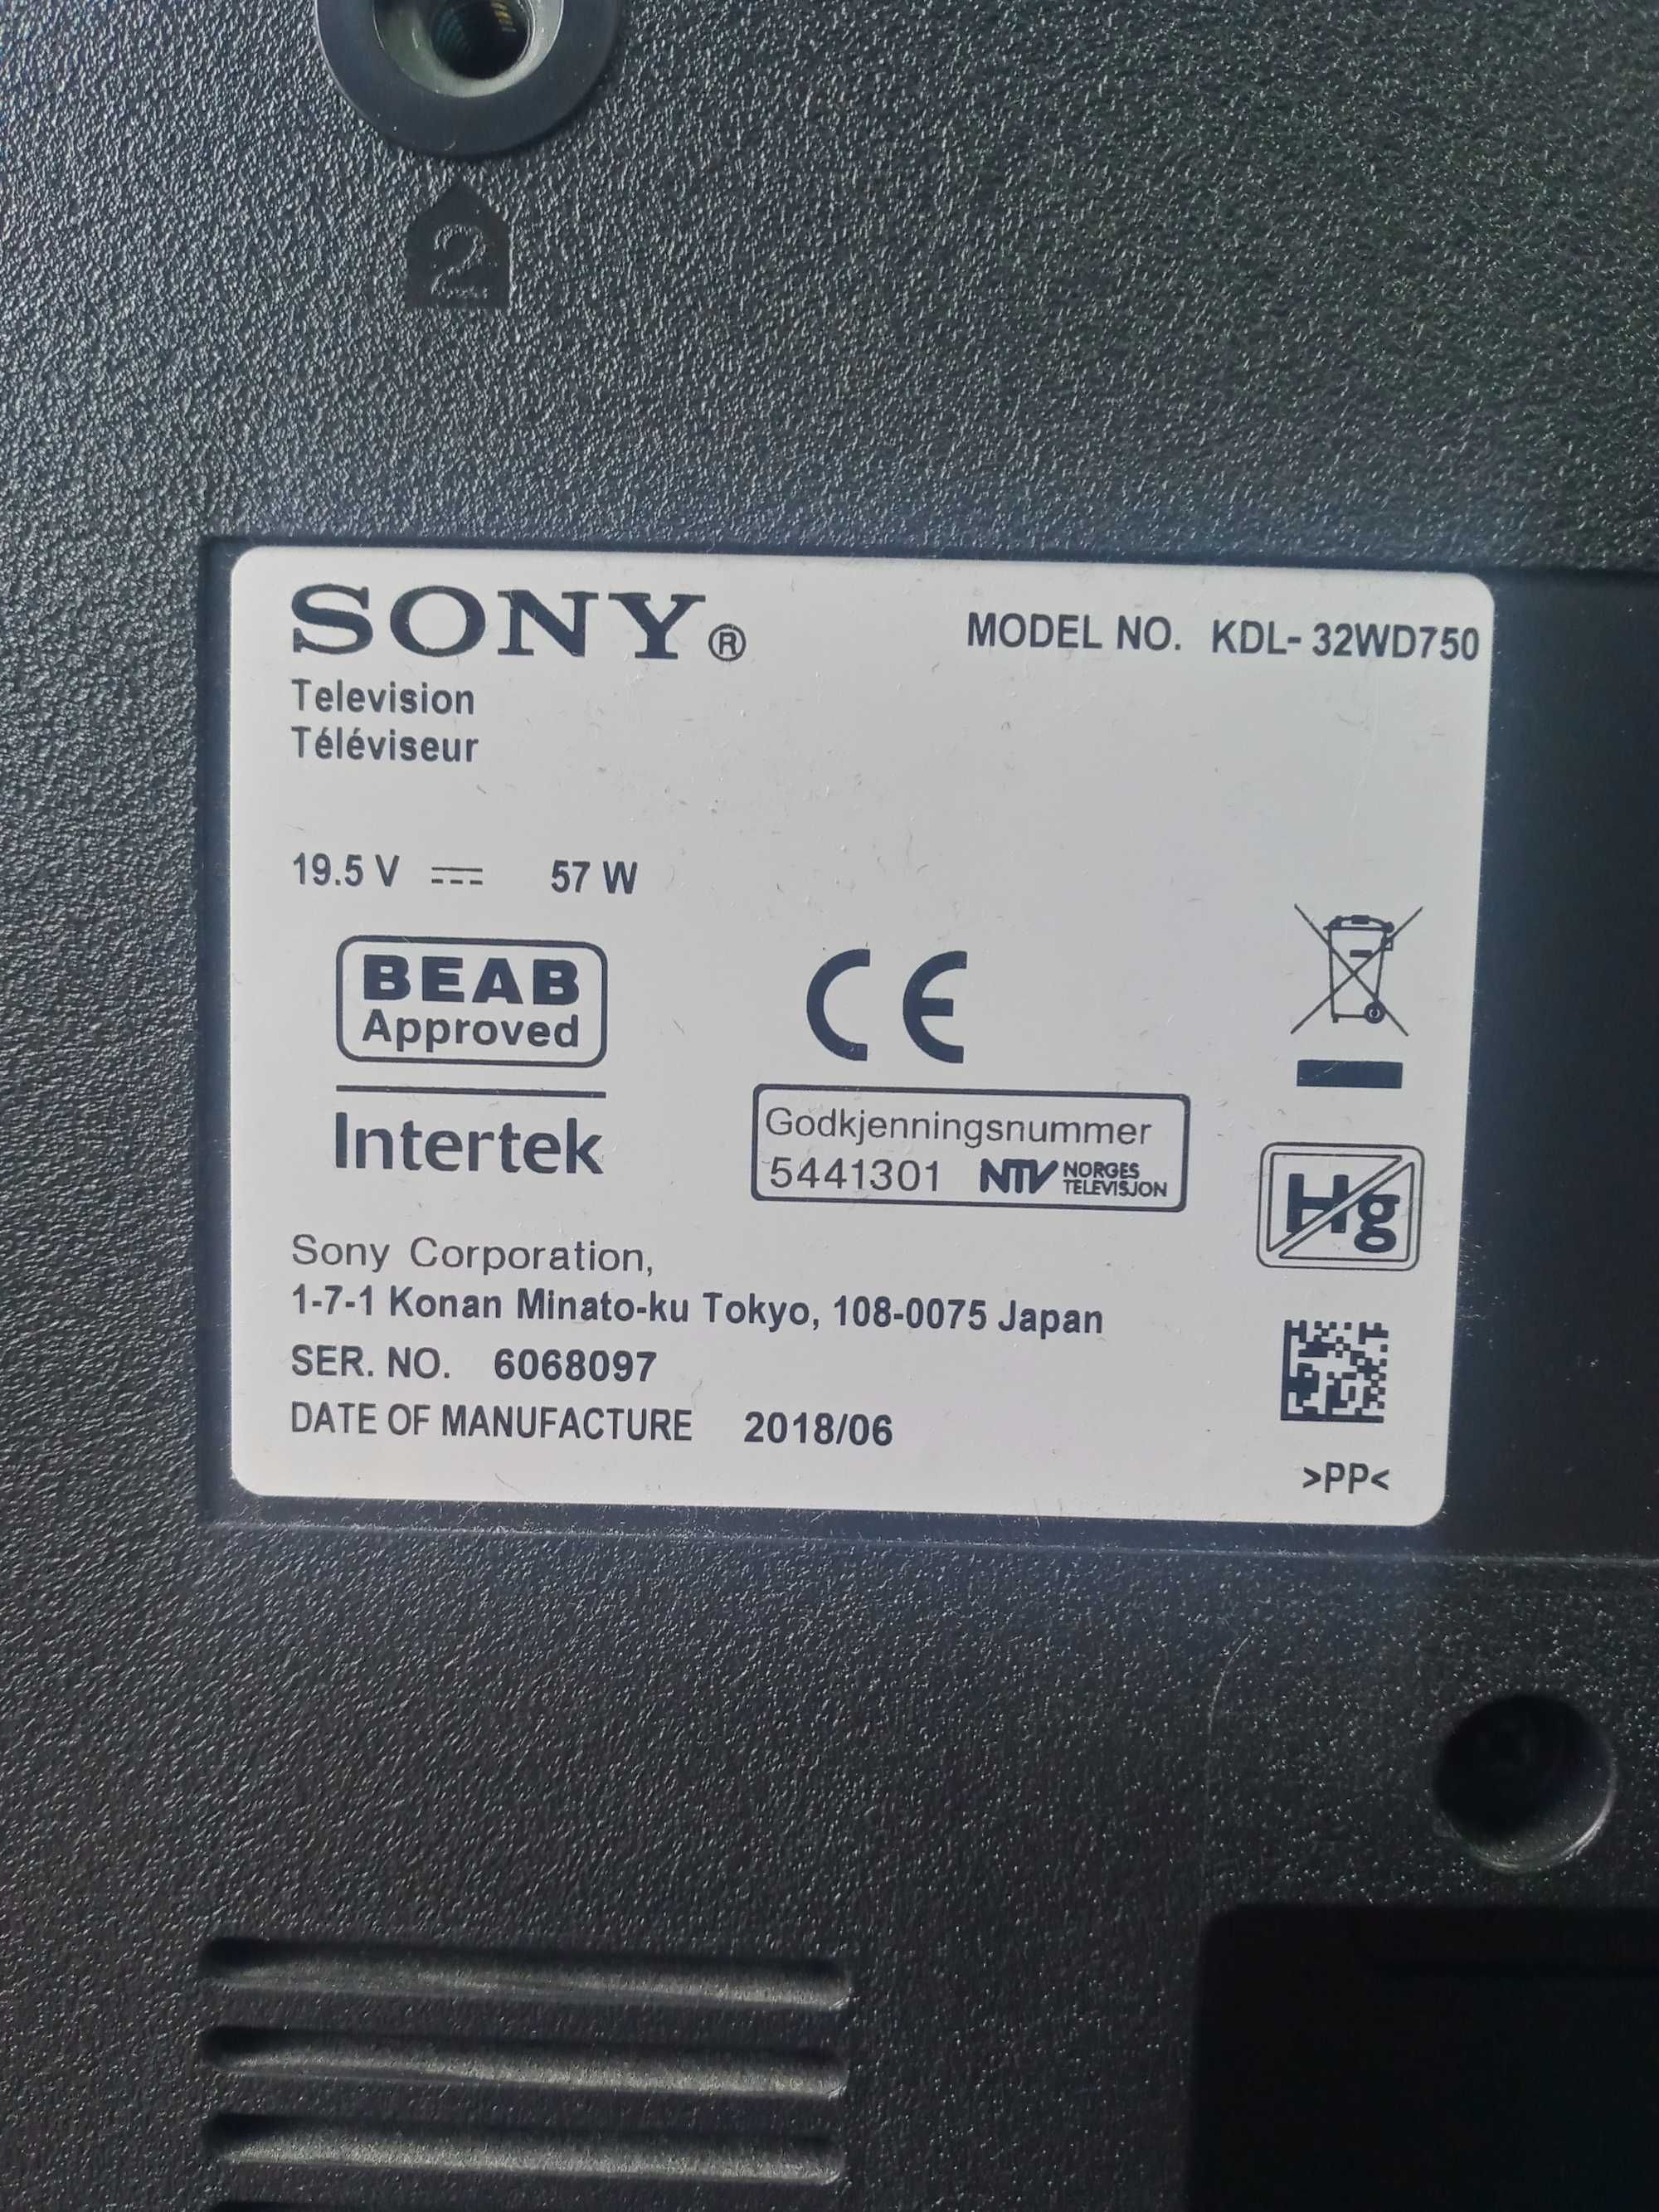 2
SONY®
MODEL NO. KDL-32WD750
Television
Téléviseur
19.5 V 57 W
BEAB
Approved
Intertek
CE
Godkjenningsnummer
5441301 NTV NORGES TELEVISJON
Hg
Sony Corporation,
1-7-1 Konan Minato-ku Tokyo, 108-0075 Japan
SER. NO. 6068097
DATE OF MANUFACTURE 2018/06
>PP<